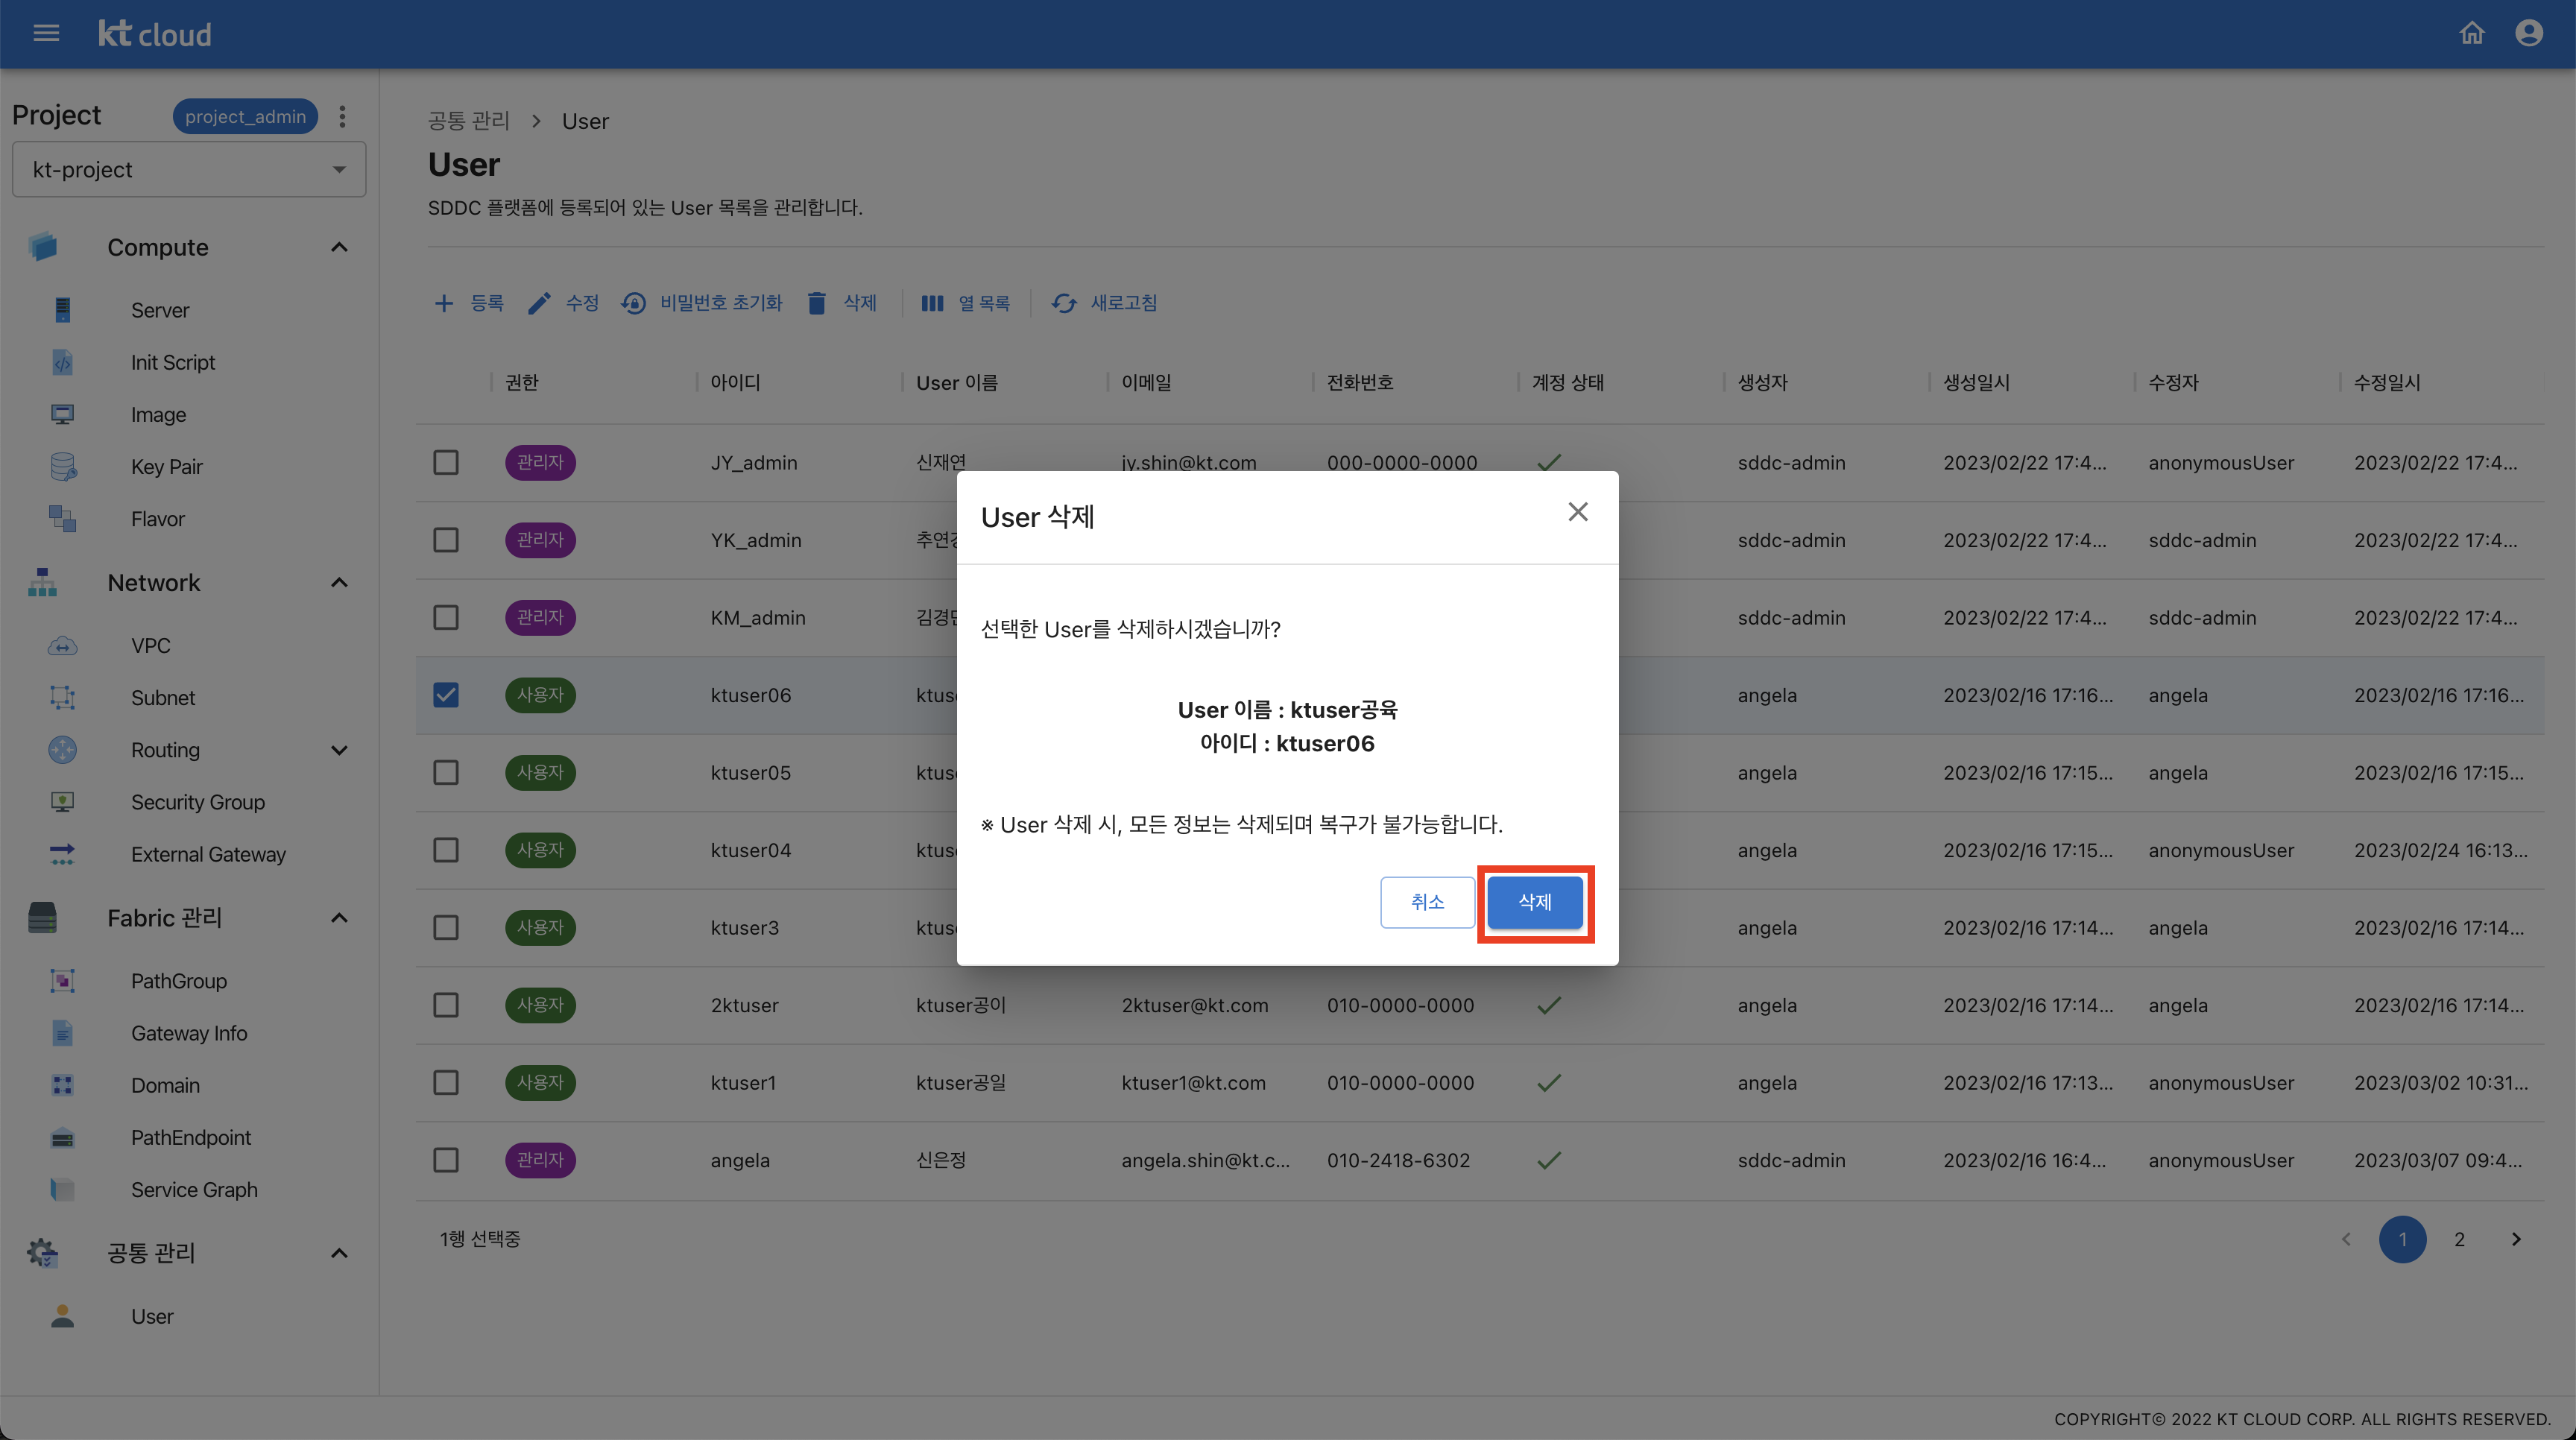 kt cloud
Project
project_admin
kt-project
Compute
Server
Init Script
Image
Key Pair
Flavor
Network
VPC
Subnet
Routing
Security Group
External Gateway
Fabric 관리
PathGroup
Gateway Info
Domain
PathEndpoint
Service Graph
공통 관리
User
공통 관리 > User
User
SDDC 플랫폼에 등록되어 있는 User 목록을 관리합니다.
등록 수정 비밀번호 초기화 삭제 열 목록 새로고침
권한 아이디 User 이름 이메일 전화번호 계정 상태 생성자 생성일시 수정자 수정일시
관리자 JY_admin 신재연 jy.shin@kt.com 000-0000-0000 sddc-admin 2023/02/22 17:4... anonymousUser 2023/02/22 17:4...
관리자 YK_admin sddc-admin 2023/02/22 17:4... sddc-admin 2023/02/22 17:4...
관리자 KM_admin sddc-admin 2023/02/22 17:4... sddc-admin 2023/02/22 17:4...
사용자 ktuser06 angela 2023/02/16 17:16... angela 2023/02/16 17:16...
사용자 ktuser05 angela 2023/02/16 17:15... angela 2023/02/16 17:15...
사용자 ktuser04 angela 2023/02/16 17:15... anonymousUser 2023/02/24 16:13...
사용자 ktuser3 angela 2023/02/16 17:14... angela 2023/02/16 17:14...
사용자 2ktuser ktuser공이 2ktuser@kt.com 010-0000-0000 angela 2023/02/16 17:14... angela 2023/02/16 17:14...
사용자 ktuser1 ktuser공일 ktuser1@kt.com 010-0000-0000 angela 2023/02/16 17:13... anonymousUser 2023/03/02 10:31...
관리자 angela 신은정 angela.shin@kt.c... 010-2418-6302 sddc-admin 2023/02/16 16:4... anonymousUser 2023/03/07 09:4...
1행 선택중
1 2
User 삭제
선택한 User를 삭제하시겠습니까?
User 이름 : ktuser공육
아이디 : ktuser06
※ User 삭제 시, 모든 정보는 삭제되며 복구가 불가능합니다.
취소 삭제
COPYRIGHT© 2022 KT CLOUD CORP. ALL RIGHTS RESERVED.